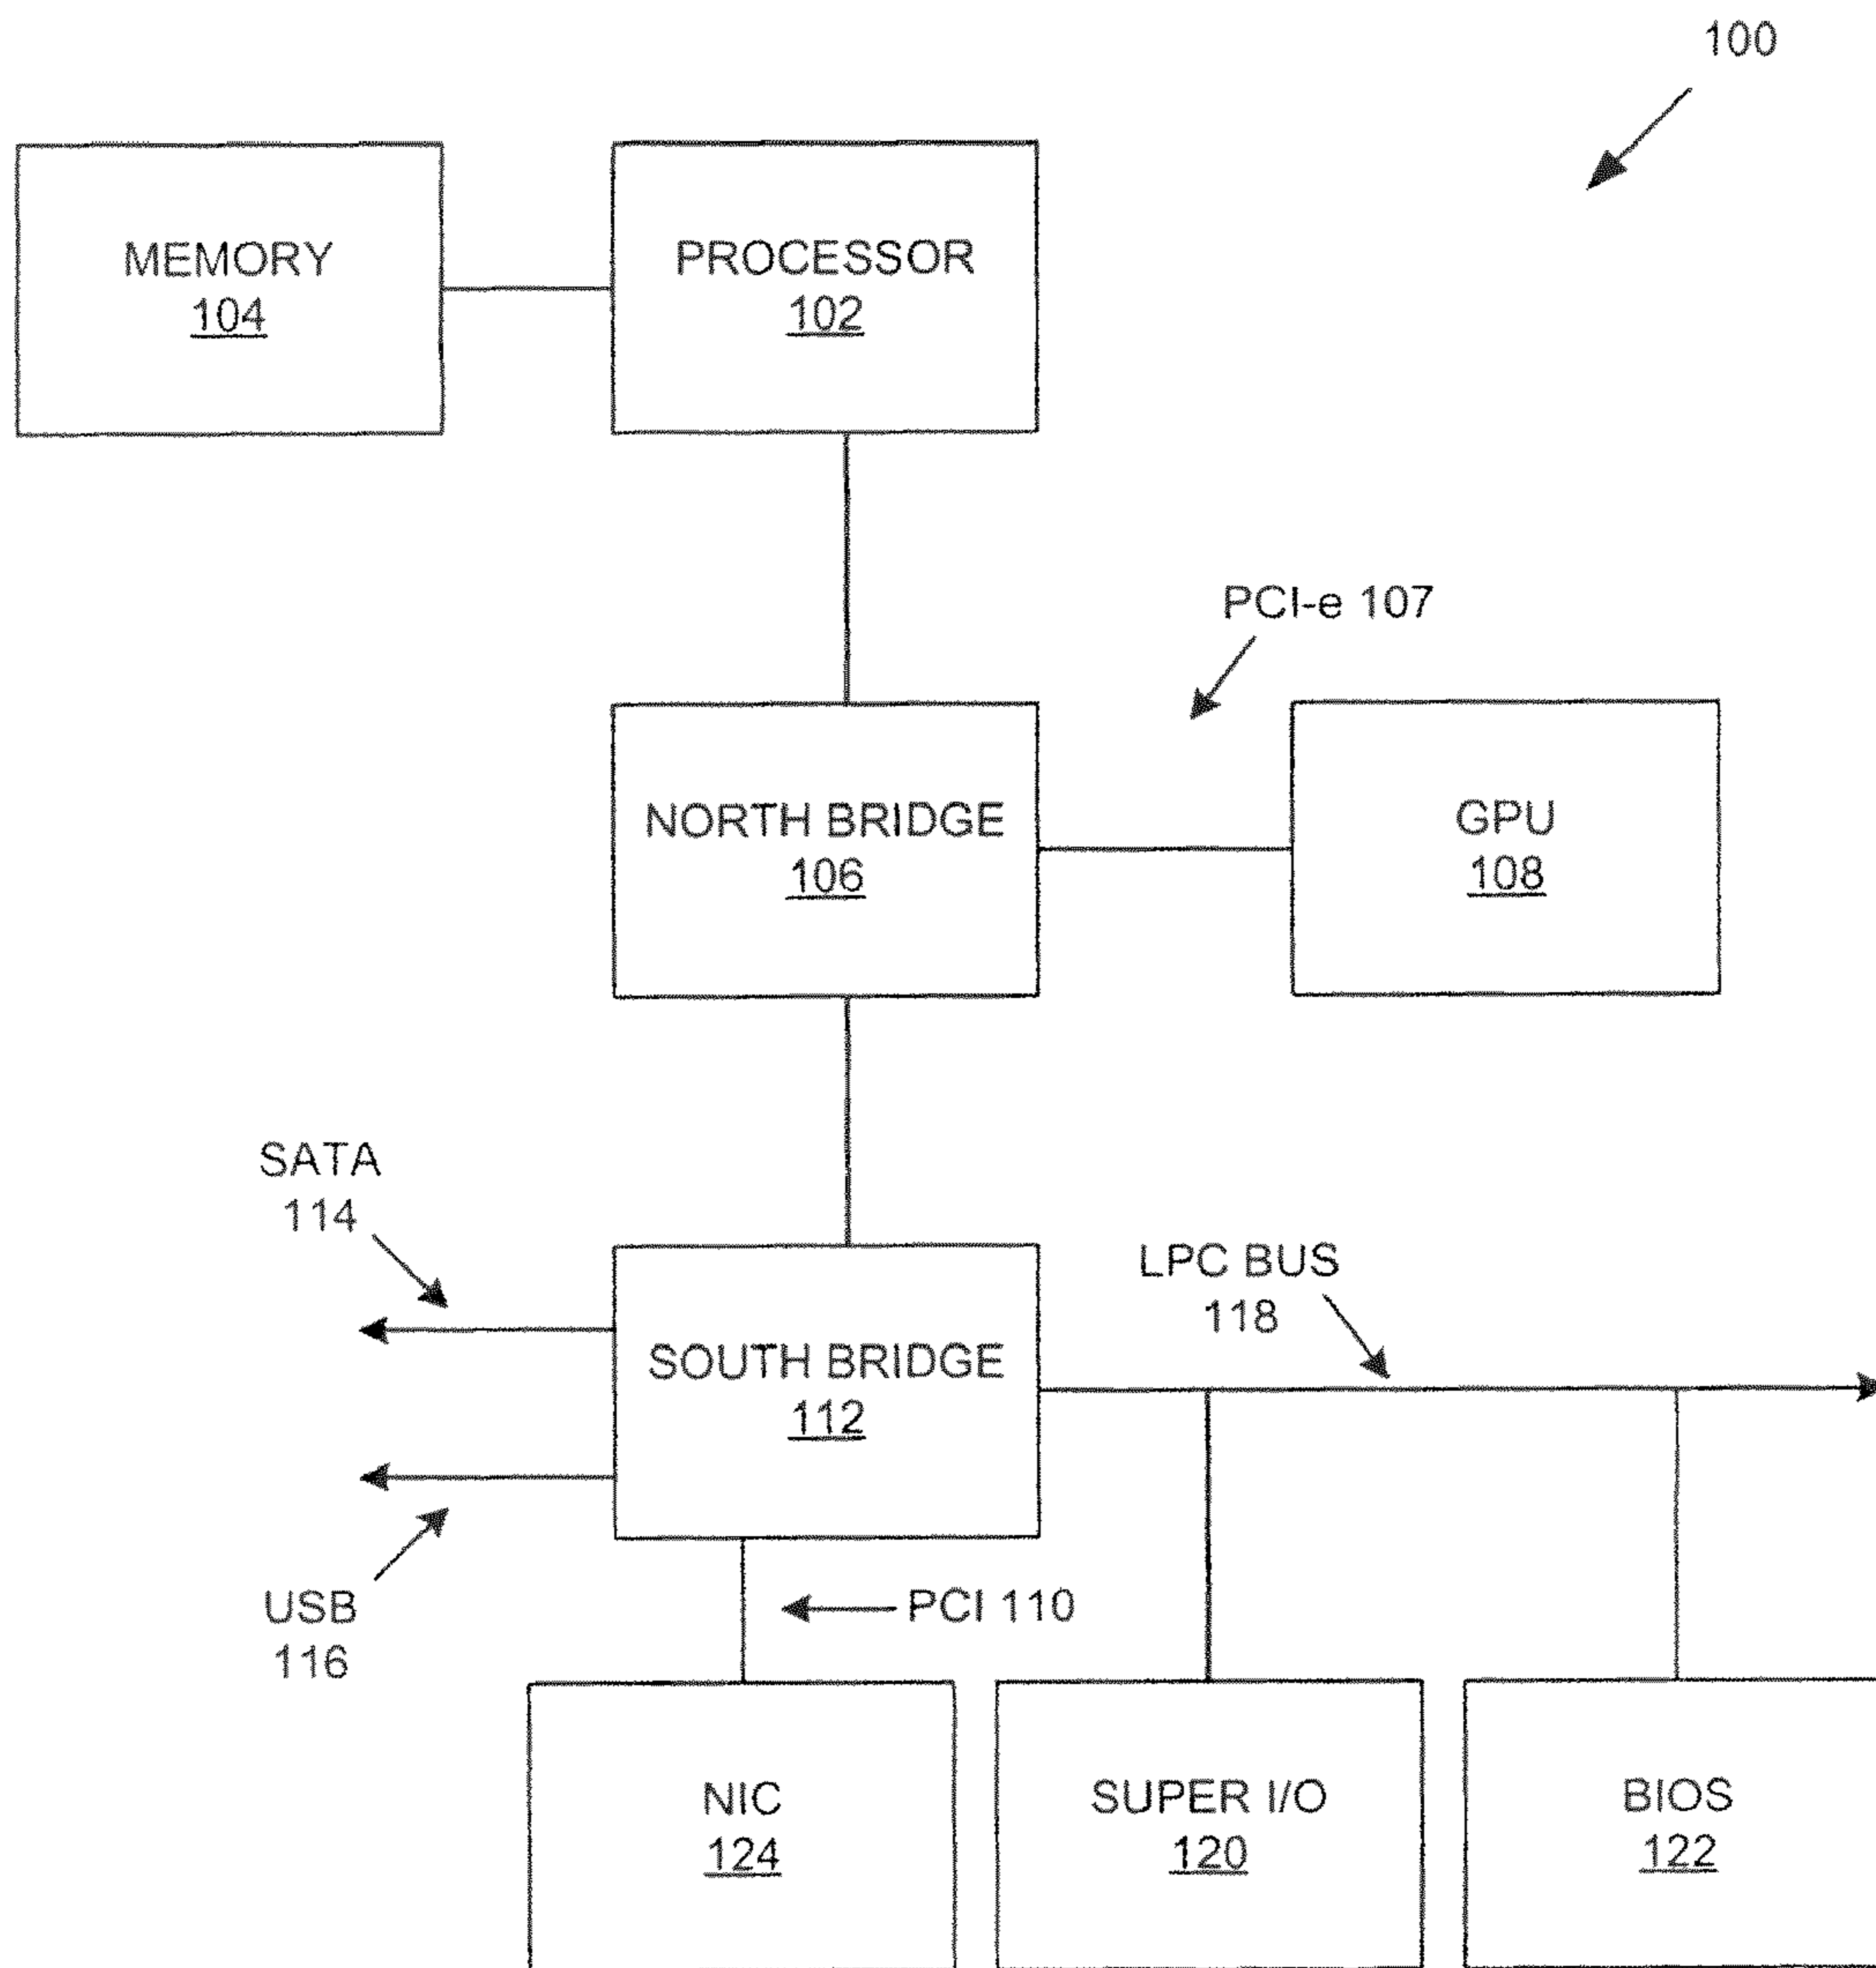 100
MEMORY
104
PROCESSOR
102
PCI-e 107
NORTH BRIDGE
106
GPU
108
SATA
114
LPC BUS
118
SOUTH BRIDGE
112
USB
116
PCI 110
NIC
124
SUPER I/O
120
BIOS
122